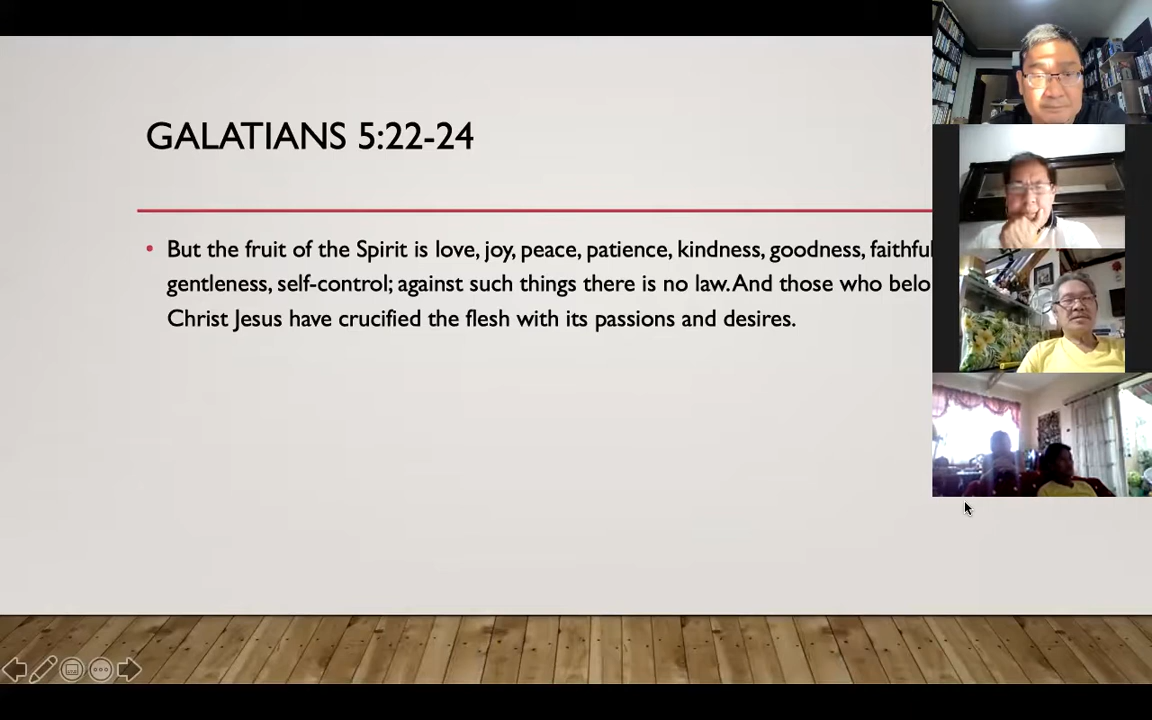 GALATIANS 5:22-24
• But the fruit of the Spirit is love, joy, peace, patience, kindness, goodness,
gentleness, self-control; against such things there is no law. And those who
Christ Jesus have crucified the flesh with its passions and desires.